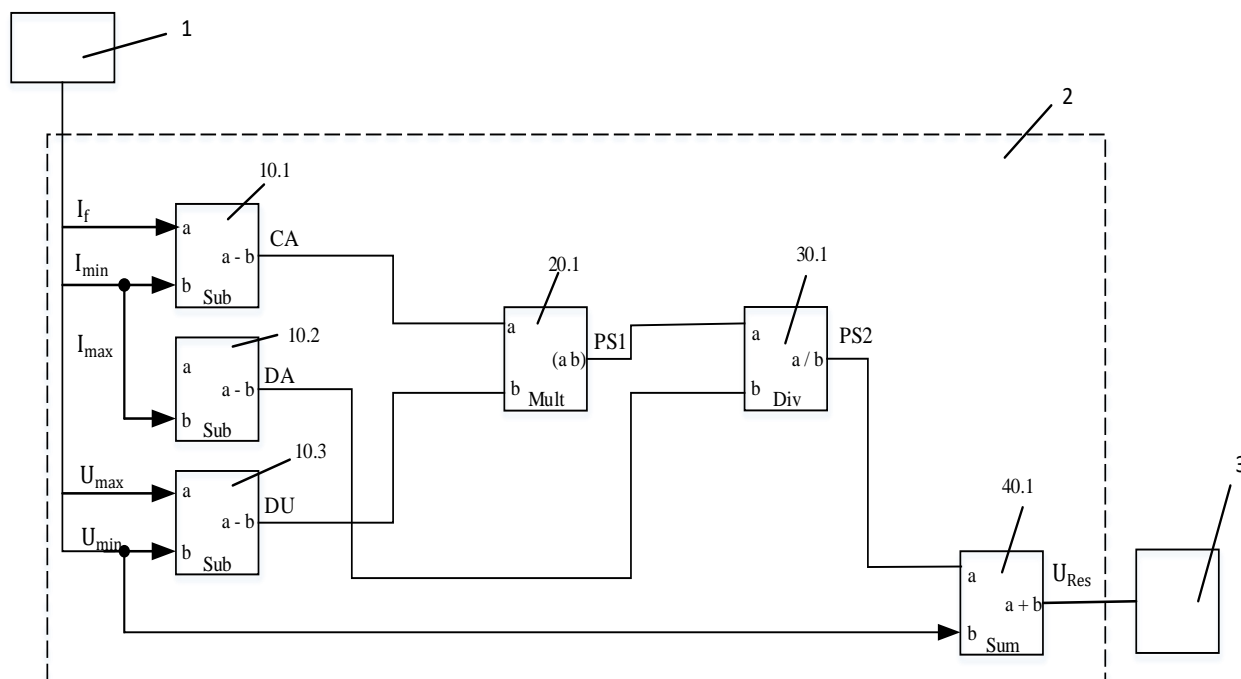 1
2
10.1
I_f
a
CA
I_min
a - b
b
Sub
20.1
30.1
10.2
I_max
a
a
a
PS1
PS2
(a b)
a / b
DA
a - b
b
b
Mult
Div
b
Sub
10.3
U_max
a
3
40.1
DU
a - b
U_min
b
Sub
a
U_Res
a + b
b
Sum